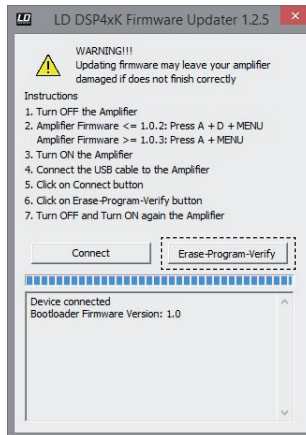 LD DSP4xK Firmware Updater 1.2.5
WARNING!!!
Updating firmware may leave your amplifier
damaged if does not finish correctly
Instructions
1. Turn OFF the Amplifier
2. Amplifier Firmware <= 1.0.2: Press A + D + MENU
Amplifier Firmware >= 1.0.3: Press A + MENU
3. Turn ON the Amplifier
4. Connect the USB cable to the Amplifier
5. Click on Connect button
6. Click on Erase-Program-Verify button
7. Turn OFF and Turn ON again the Amplifier
Connect Erase-Program-Verify
Device connected
Bootloader Firmware Version: 1.0